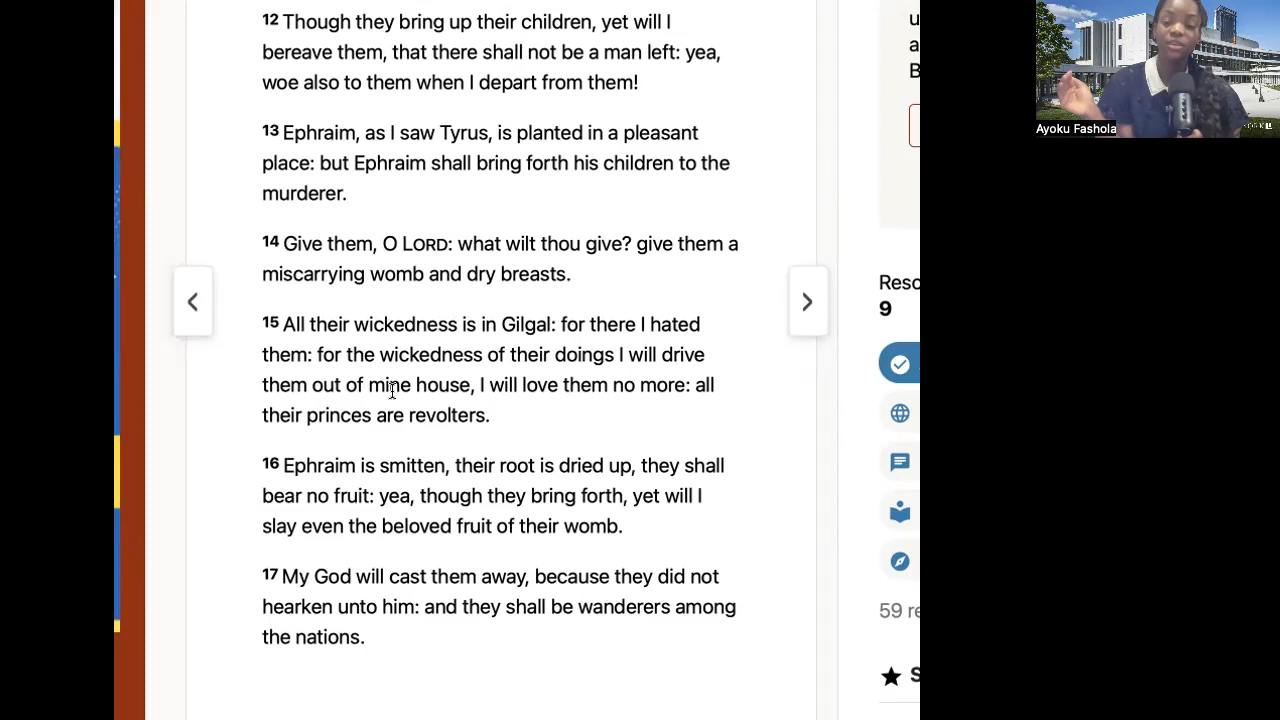 12 Though they bring up their children, yet will I
bereave them, that there shall not be a man left: yea,
woe also to them when I depart from them!
13 Ephraim, as I saw Tyrus, is planted in a pleasant
place: but Ephraim shall bring forth his children to the
murderer.
14 Give them, O LORD: what wilt thou give? give them a
miscarrying womb and dry breasts.
15 All their wickedness is in Gilgal: for there I hated
them: for the wickedness of their doings I will drive
them out of mine house, I will love them no more: all
their princes are revolters.
16 Ephraim is smitten, their root is dried up, they shall
bear no fruit: yea, though they bring forth, yet will I
slay even the beloved fruit of their womb.
17 My God will cast them away, because they did not
hearken unto him: and they shall be wanderers among
the nations.
u
a
B
Reso
9
59 re
S
Ayoku Fashola